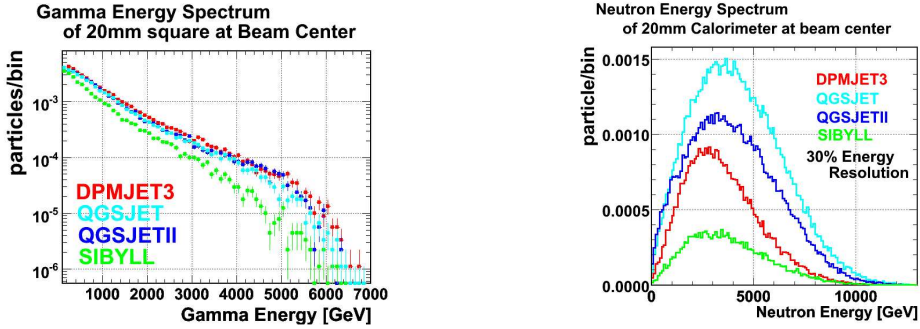 Gamma Energy Spectrum
of 20mm square at Beam Center
particles/bin
10-3
10-4
10-5
10-6
DPMJET3
QGSJET
QGSJETII
SIBYLL
1000 2000 3000 4000 5000 6000 7000
Gamma Energy [GeV]
Neutron Energy Spectrum
of 20mm Calorimeter at beam center
particles/bin
0.0015
0.0010
0.0005
0.0000
DPMJET3
QGSJET
QGSJETII
SIBYLL
30% Energy
Resolution
0 5000 10000
Neutron Energy [GeV]